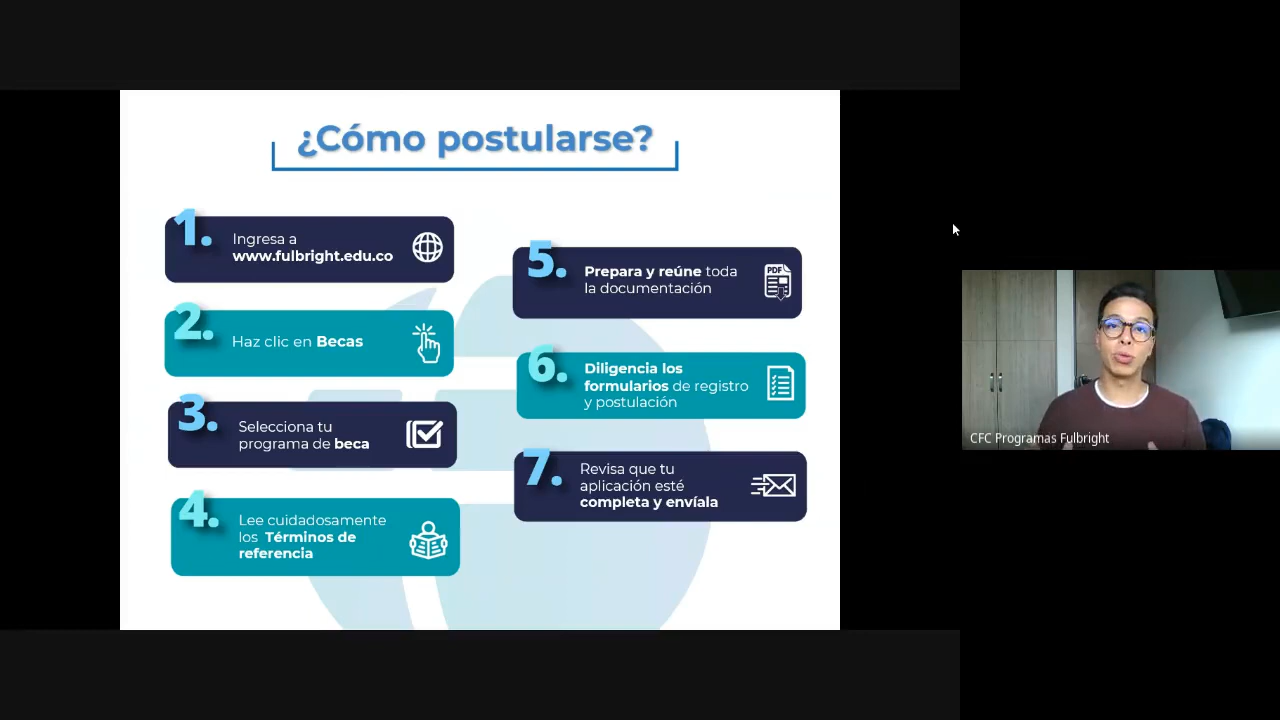 ¿Cómo postularse?
1.
Ingresa a
www.fulbright.edu.co
2.
Haz clic en Becas
3.
Selecciona tu
programa de beca
4.
Lee cuidadosamente
los Términos de
referencia
5.
Prepara y reúne toda
la documentación
PDF
6.
Diligencia los
formularios de registro
y postulación
7.
Revisa que tu
aplicación esté
completa y envíala
CFC Programas Fulbright